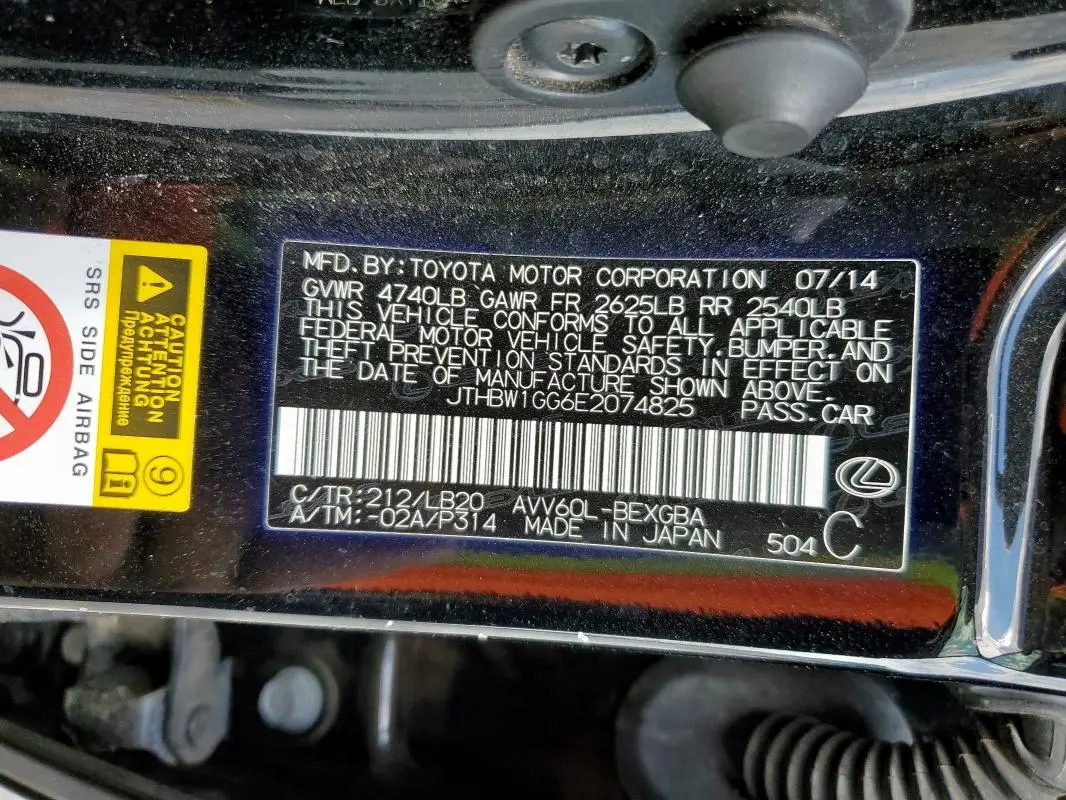 MFD.BY:TOYOTA MOTOR CORPORATION 07/14
GVWR 4740LB GAWR FR 2625LB RR 2540LB
THIS VEHICLE CONFORMS TO ALL APPLICABLE
FEDERAL MOTOR VEHICLE SAFETY,BUMPER,AND
THEFT PREVENTION STANDARDS IN EFFECT ON
THE DATE OF MANUFACTURE SHOWN ABOVE.
JTHBW1GG6E2074825 PASS.CAR
C/TR:212/LB20 AVV60L-BEXGBA
A/TM:-02A/P314 MADE IN JAPAN 504 C
SRS SIDE AIRBAG
CAUTION
ATTENTION
ACHTUNG
Предупреждение
9